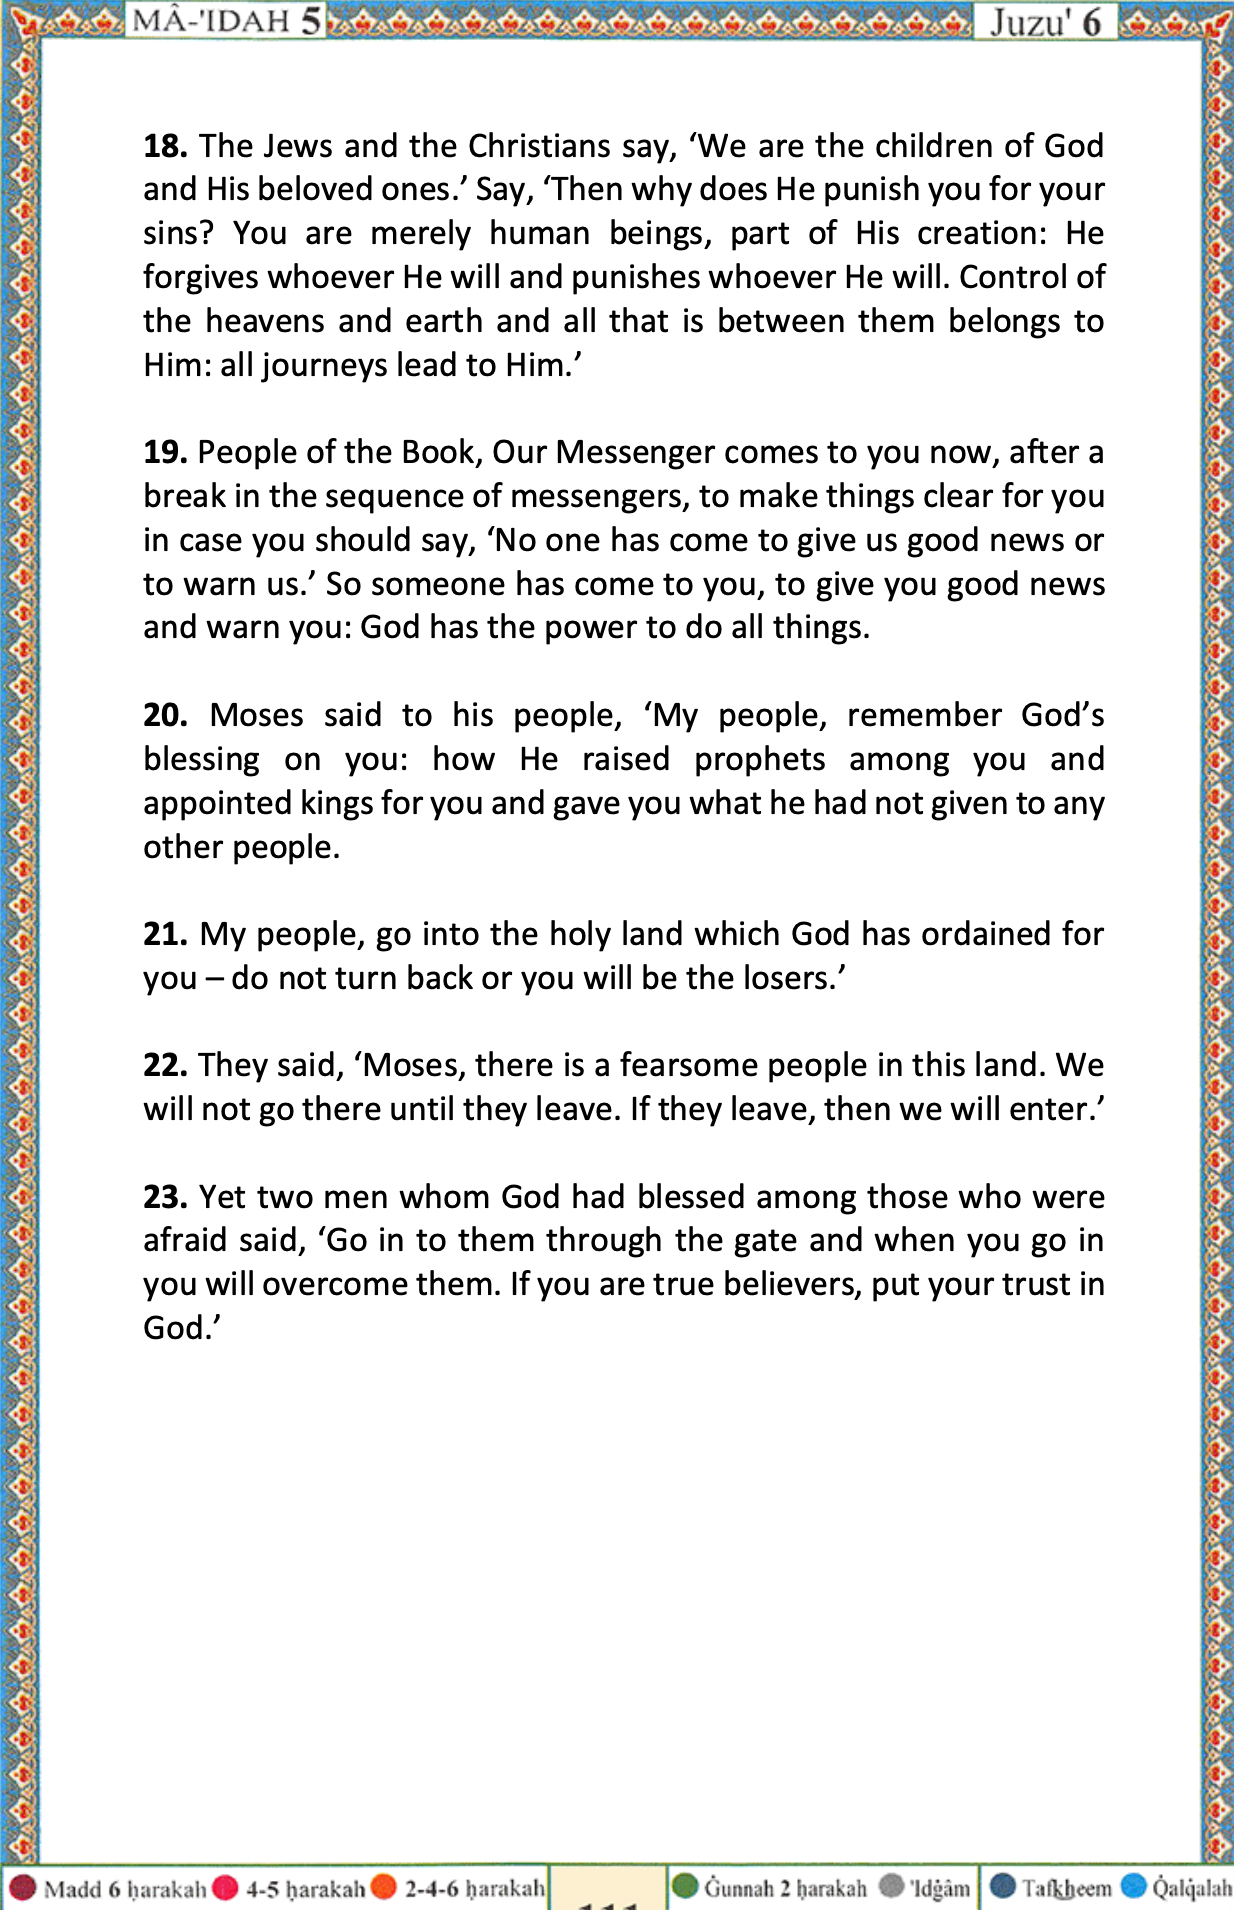 MÂ-'IDAH 5
Juzu' 6
18. The Jews and the Christians say, ‘We are the children of God
and His beloved ones.’ Say, ‘Then why does He punish you for your
sins? You are merely human beings, part of His creation: He
forgives whoever He will and punishes whoever He will. Control of
the heavens and earth and all that is between them belongs to
Him: all journeys lead to Him.’
19. People of the Book, Our Messenger comes to you now, after a
break in the sequence of messengers, to make things clear for you
in case you should say, ‘No one has come to give us good news or
to warn us.’ So someone has come to you, to give you good news
and warn you: God has the power to do all things.
20. Moses said to his people, ‘My people, remember God’s
blessing on you: how He raised prophets among you and
appointed kings for you and gave you what he had not given to any
other people.
21. My people, go into the holy land which God has ordained for
you – do not turn back or you will be the losers.’
22. They said, ‘Moses, there is a fearsome people in this land. We
will not go there until they leave. If they leave, then we will enter.’
23. Yet two men whom God had blessed among those who were
afraid said, ‘Go in to them through the gate and when you go in
you will overcome them. If you are true believers, put your trust in
God.’
Madd 6 ḥarakah 4-5 ḥarakah 2-4-6 ḥarakah
Ġunnah 2 ḥarakah 'Idġâm Tafkheem Q̇alq̇alah